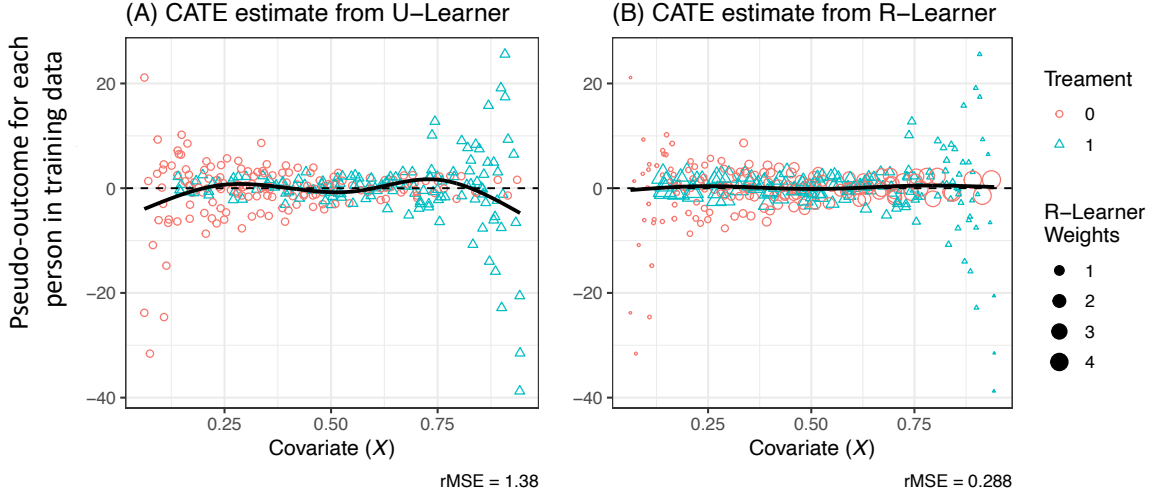 (A) CATE estimate from U−Learner
(B) CATE estimate from R−Learner
Pseudo-outcome for each
person in training data
20
0
−20
−40
0.25
0.50
0.75
Covariate (X)
rMSE = 1.38
20
0
−20
−40
0.25
0.50
0.75
Covariate (X)
rMSE = 0.288
Treament
0
1
R−Learner
Weights
1
2
3
4